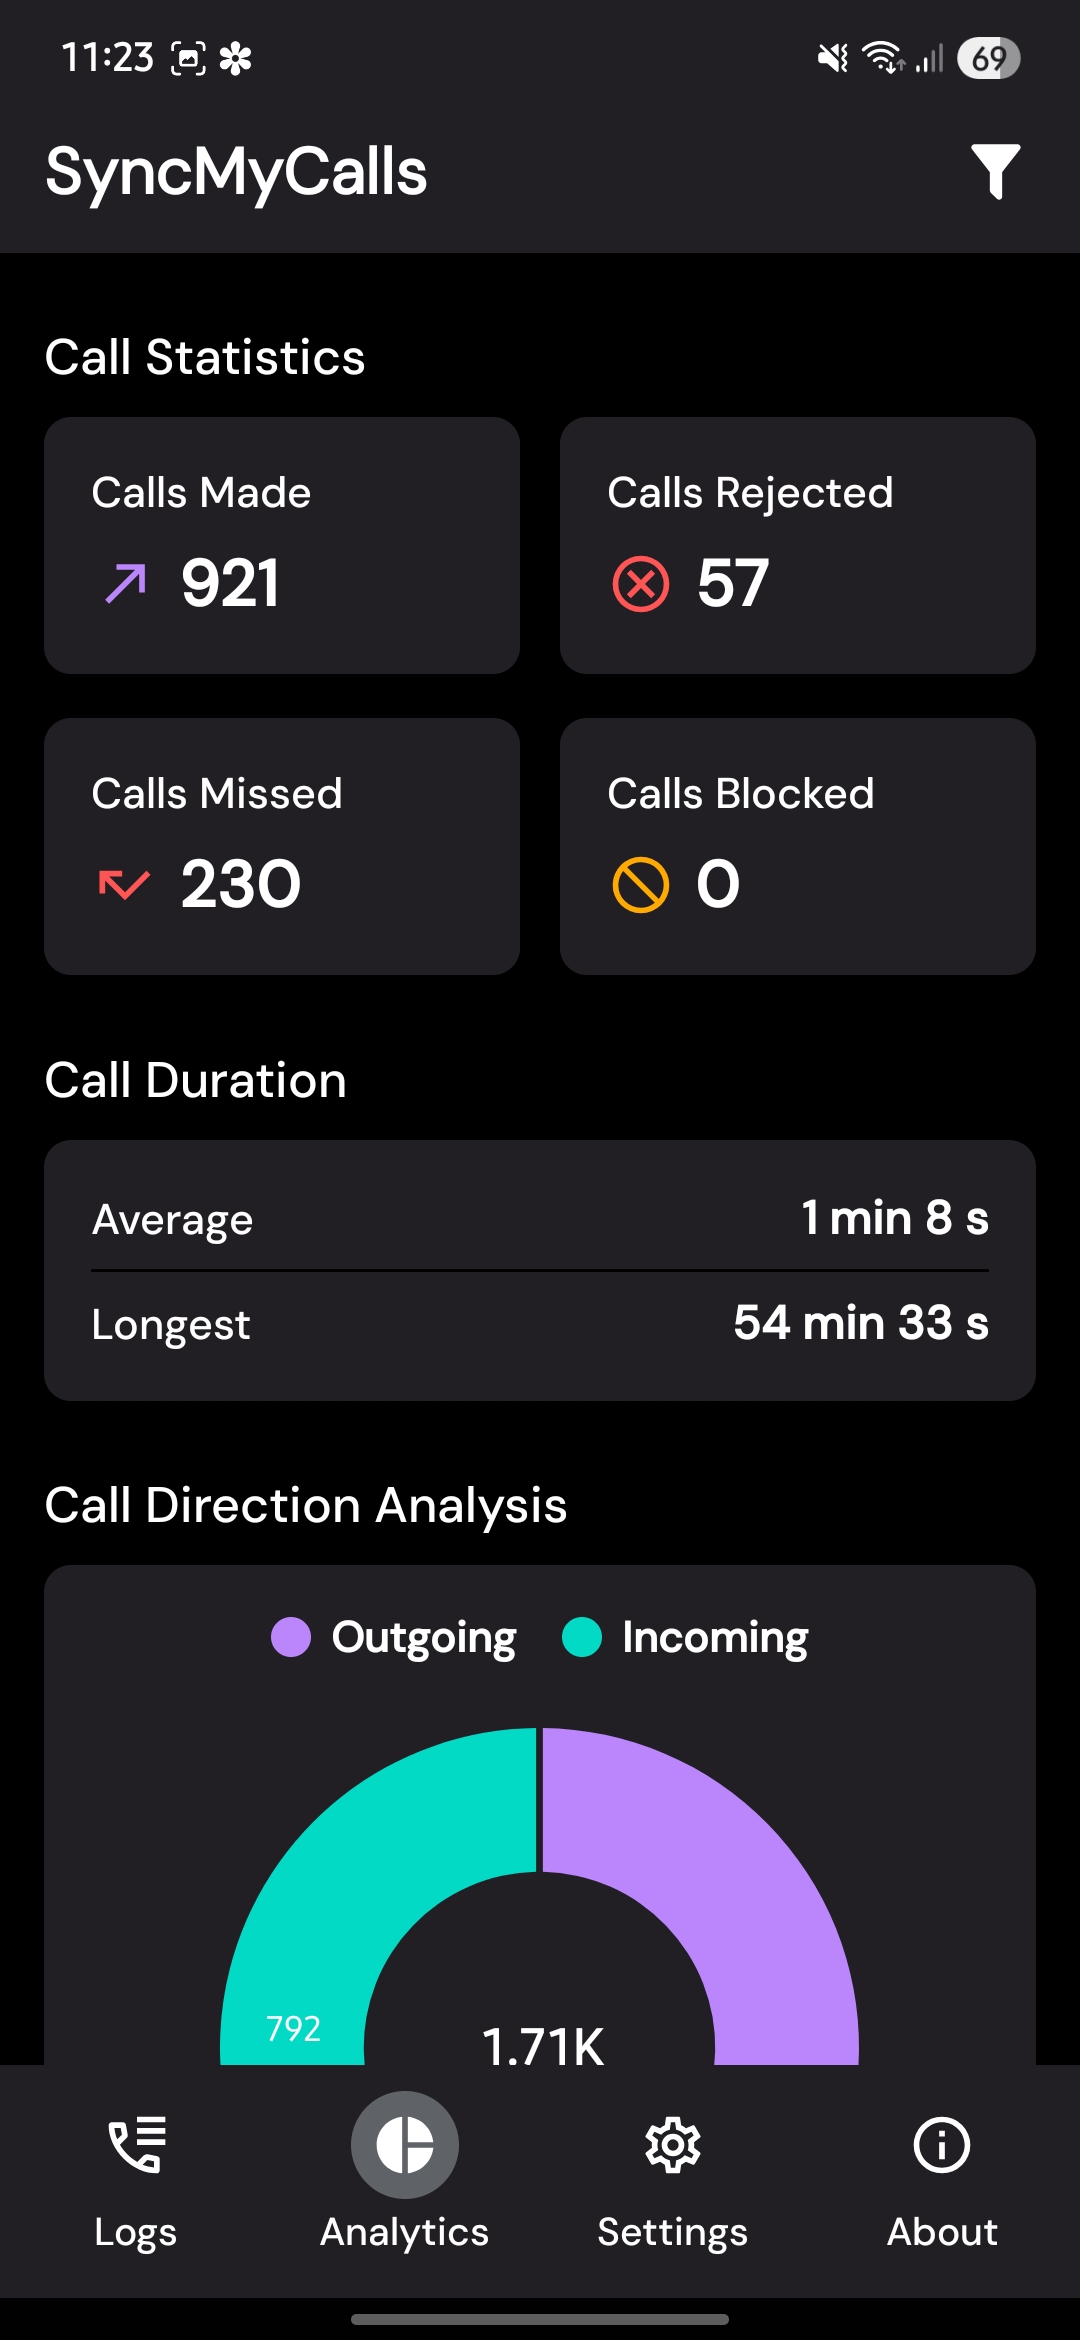 11:23
69
SyncMyCalls
Call Statistics
Calls Made
921
Calls Rejected
57
Calls Missed
230
Calls Blocked
0
Call Duration
Average 1 min 8 s
Longest 54 min 33 s
Call Direction Analysis
Outgoing Incoming
792
1.71K
Logs Analytics Settings About